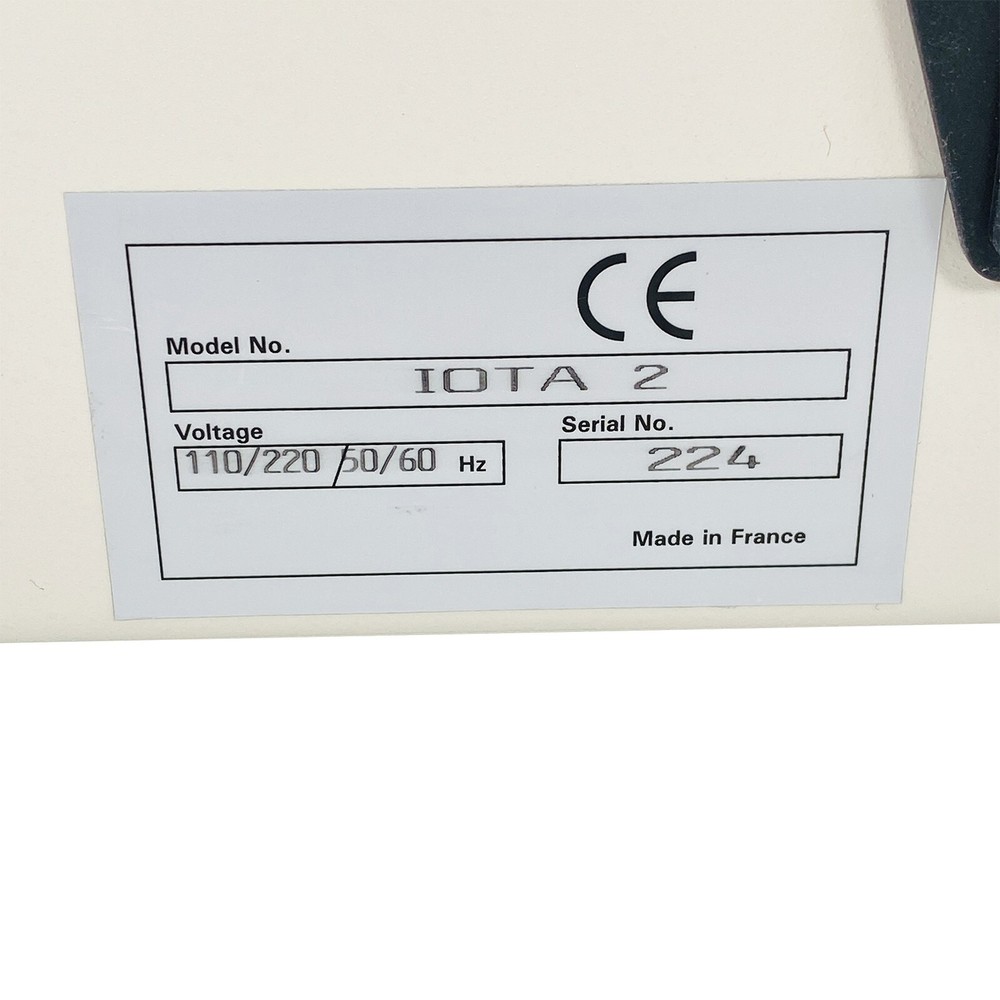 CE
Model No.
IOTA 2
Voltage
Serial No.
110/220 /50/60 Hz
224
Made in France